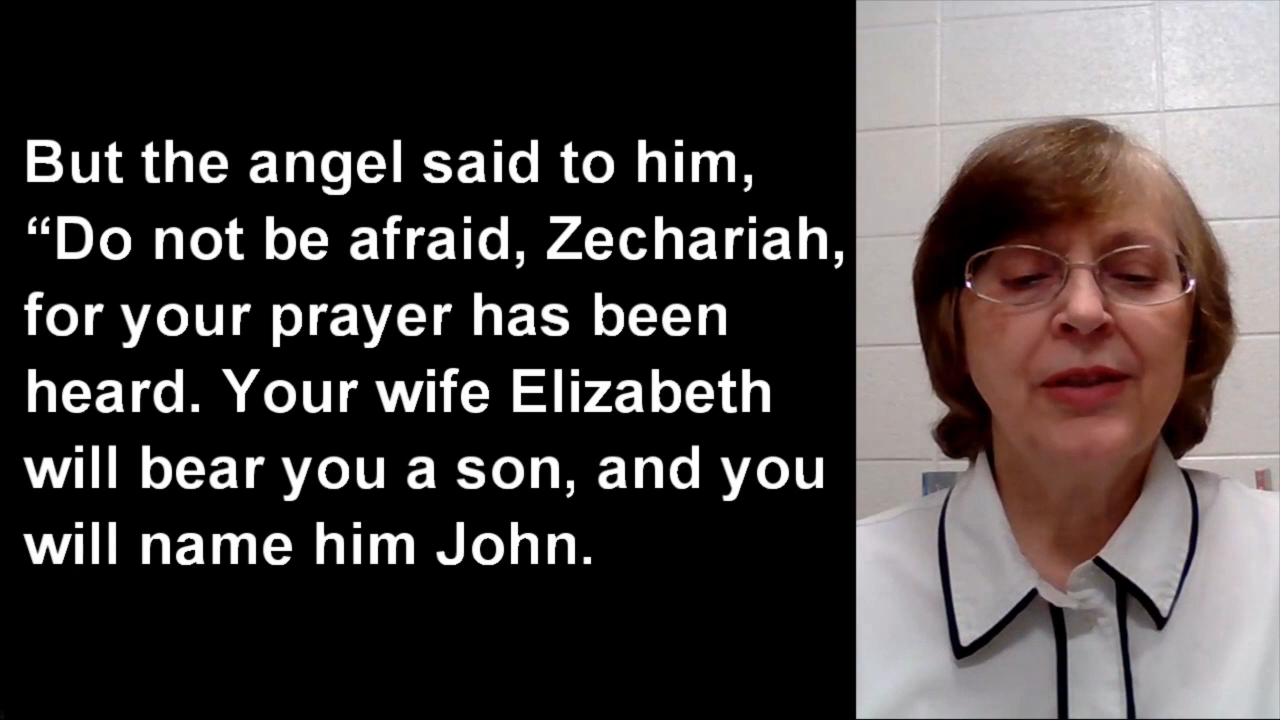 But the angel said to him,
“Do not be afraid, Zechariah,
for your prayer has been
heard. Your wife Elizabeth
will bear you a son, and you
will name him John.